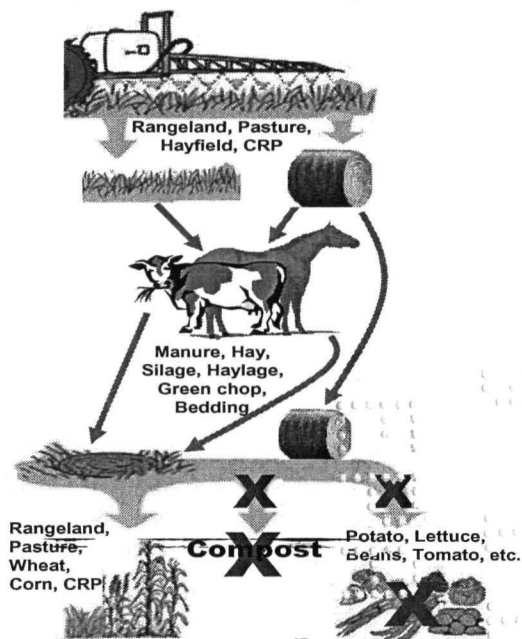 Rangeland, Pasture,
Hayfield, CRP
Manure, Hay,
Silage, Haylage,
Green chop,
Bedding
Rangeland,
Pasture,
Wheat,
Corn, CRP
Compost
Potato, Lettuce,
Beans, Tomato, etc.